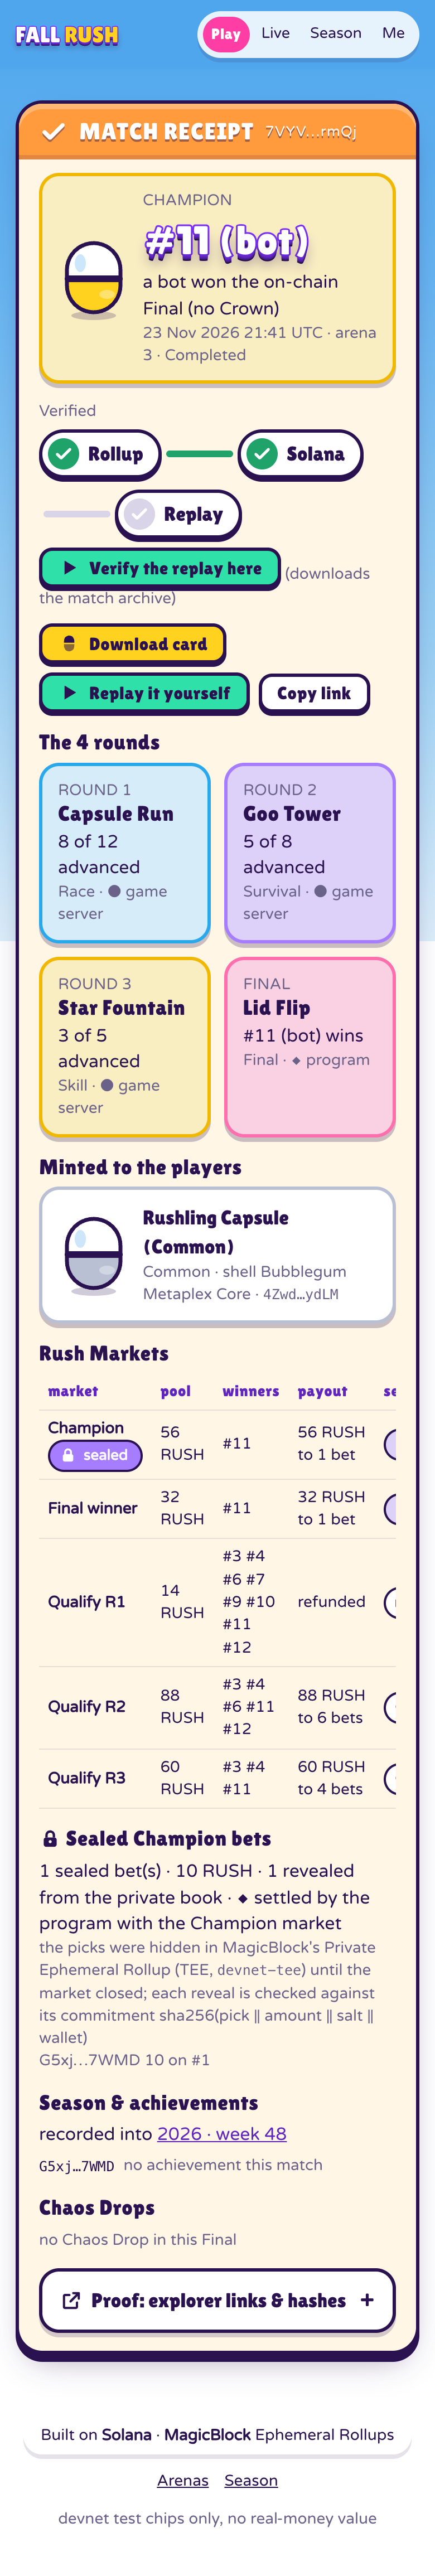 FALL RUSH
Play Live Season Me
MATCH RECEIPT 7VYV...rmQj
CHAMPION
#11 (bot)
a bot won the on-chain
Final (no Crown)
23 Nov 2026 21:41 UTC · arena
3 · Completed
Verified
Rollup Solana
Replay
Verify the replay here (downloads
the match archive)
Download card
Replay it yourself Copy link
The 4 rounds
ROUND 1
Capsule Run
8 of 12
advanced
Race · ● game
server
ROUND 2
Goo Tower
5 of 8
advanced
Survival · ● game
server
ROUND 3
Star Fountain
3 of 5
advanced
Skill · ● game
server
FINAL
Lid Flip
#11 (bot) wins
Final · ◆ program
Minted to the players
Rushling Capsule
(Common)
Common · shell Bubblegum
Metaplex Core · 4Zwd…ydLM
Rush Markets
market pool winners payout se
Champion
sealed
56
RUSH
#11
56 RUSH
to 1 bet
Final winner
32
RUSH
#11
32 RUSH
to 1 bet
Qualify R1
14
RUSH
#3 #4
#6 #7
#9 #10
#11
#12
refunded
Qualify R2
88
RUSH
#3 #4
#6 #11
#12
88 RUSH
to 6 bets
Qualify R3
60
RUSH
#3 #4
#11
60 RUSH
to 4 bets
Sealed Champion bets
1 sealed bet(s) · 10 RUSH · 1 revealed
from the private book · ◆ settled by the
program with the Champion market
the picks were hidden in MagicBlock's Private
Ephemeral Rollup (TEE, devnet-tee) until the
market closed; each reveal is checked against
its commitment sha256(pick ‖ amount ‖ salt ‖
wallet)
G5xj...7WMD 10 on #1
Season & achievements
recorded into 2026 · week 48
G5xj…7WMD no achievement this match
Chaos Drops
no Chaos Drop in this Final
Proof: explorer links & hashes +
Built on Solana · MagicBlock Ephemeral Rollups
Arenas Season
devnet test chips only, no real-money value